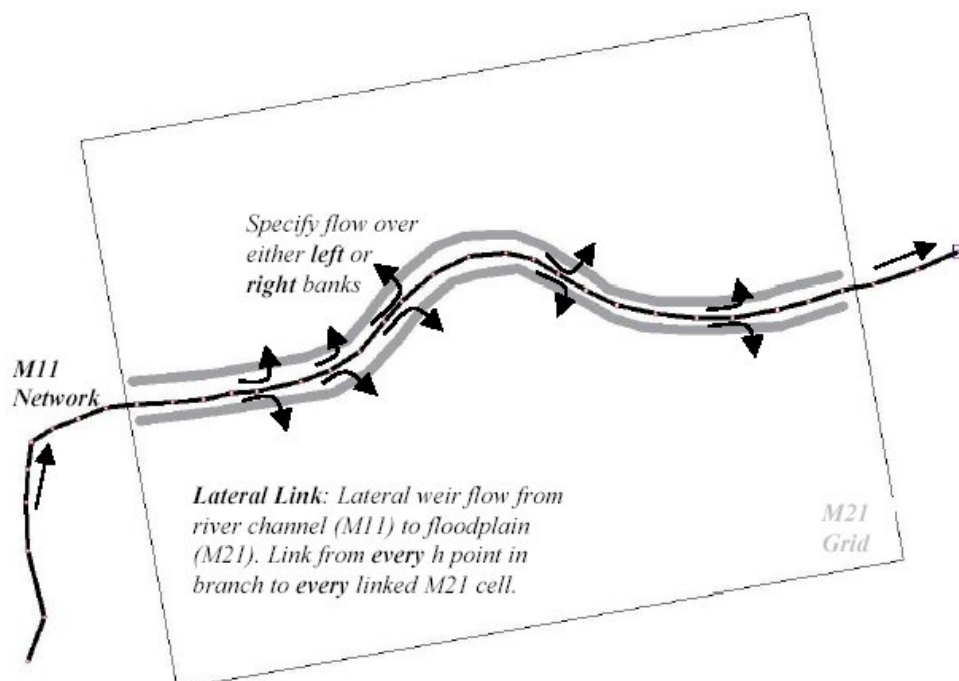 Specify flow over
either left or
right banks
M11
Network
Lateral Link: Lateral weir flow from
river channel (M11) to floodplain
(M21). Link from every h point in
branch to every linked M21 cell.
M21
Grid